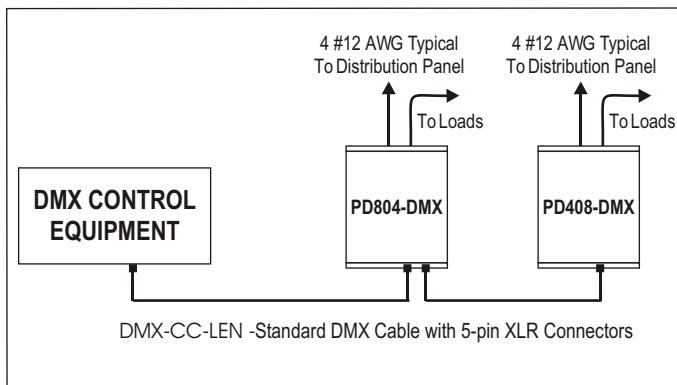 4 #12 AWG Typical
To Distribution Panel
4 #12 AWG Typical
To Distribution Panel
To Loads
To Loads
DMX CONTROL
EQUIPMENT
PD804-DMX
PD408-DMX
DMX-CC-LEN -Standard DMX Cable with 5-pin XLR Connectors